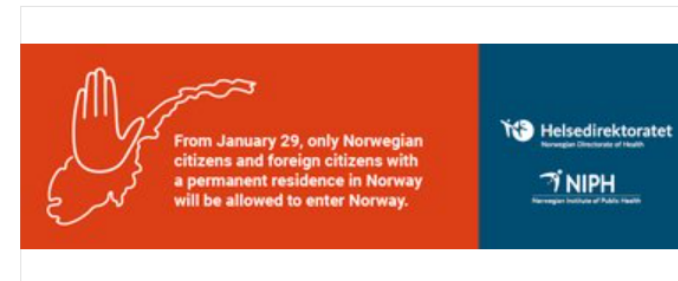 From January 29, only Norwegian
citizens and foreign citizens with
a permanent residence in Norway
will be allowed to enter Norway.
Helsedirektoratet
Norwegian Directorate of Health
NIPH
Norwegian Institute of Public Health